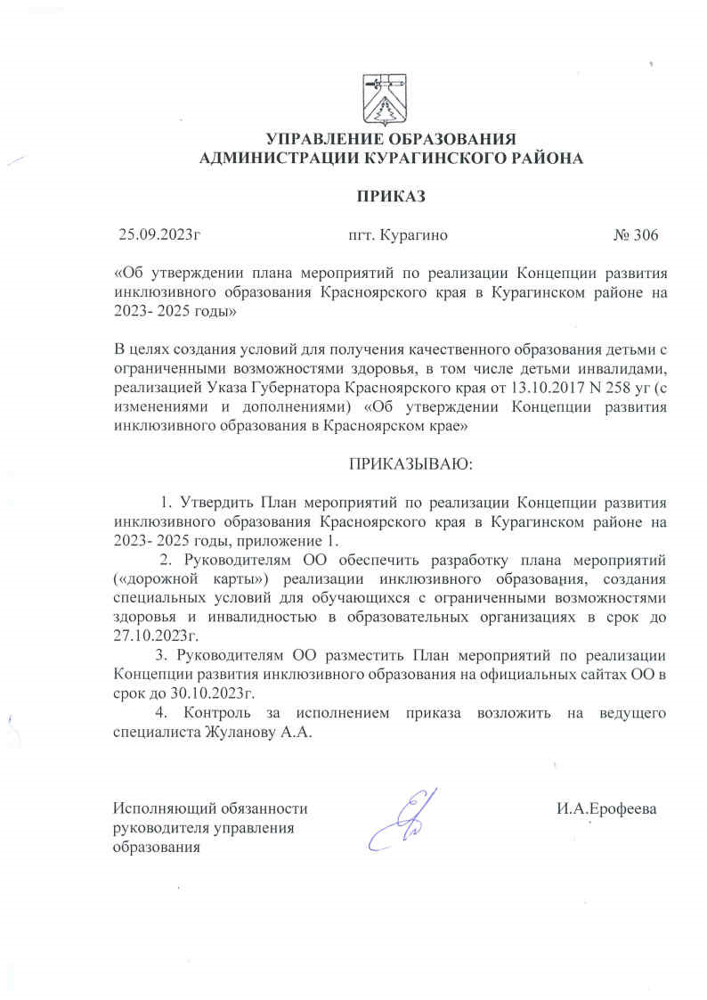 УПРАВЛЕНИЕ ОБРАЗОВАНИЯ
АДМИНИСТРАЦИИ КУРАГИНСКОГО РАЙОНА
ПРИКАЗ
25.09.2023г пгт. Курагино № 306
«Об утверждении плана мероприятий по реализации Концепции развития
инклюзивного образования Красноярского края в Курагинском районе на
2023- 2025 годы»
В целях создания условий для получения качественного образования детьми с
ограниченными возможностями здоровья, в том числе детьми инвалидами,
реализацией Указа Губернатора Красноярского края от 13.10.2017 N 258 уг (с
изменениями и дополнениями) «Об утверждении Концепции развития
инклюзивного образования в Красноярском крае»
ПРИКАЗЫВАЮ:
1. Утвердить План мероприятий по реализации Концепции развития
инклюзивного образования Красноярского края в Курагинском районе на
2023- 2025 годы, приложение 1.
2. Руководителям ОО обеспечить разработку плана мероприятий
(«дорожной карты») реализации инклюзивного образования, создания
специальных условий для обучающихся с ограниченными возможностями
здоровья и инвалидностью в образовательных организациях в срок до
27.10.2023г.
3. Руководителям ОО разместить План мероприятий по реализации
Концепции развития инклюзивного образования на официальных сайтах ОО в
срок до 30.10.2023г.
4. Контроль за исполнением приказа возложить на ведущего
специалиста Жуланову А.А.
Исполняющий обязанности И.А.Ерофеева
руководителя управления
образования